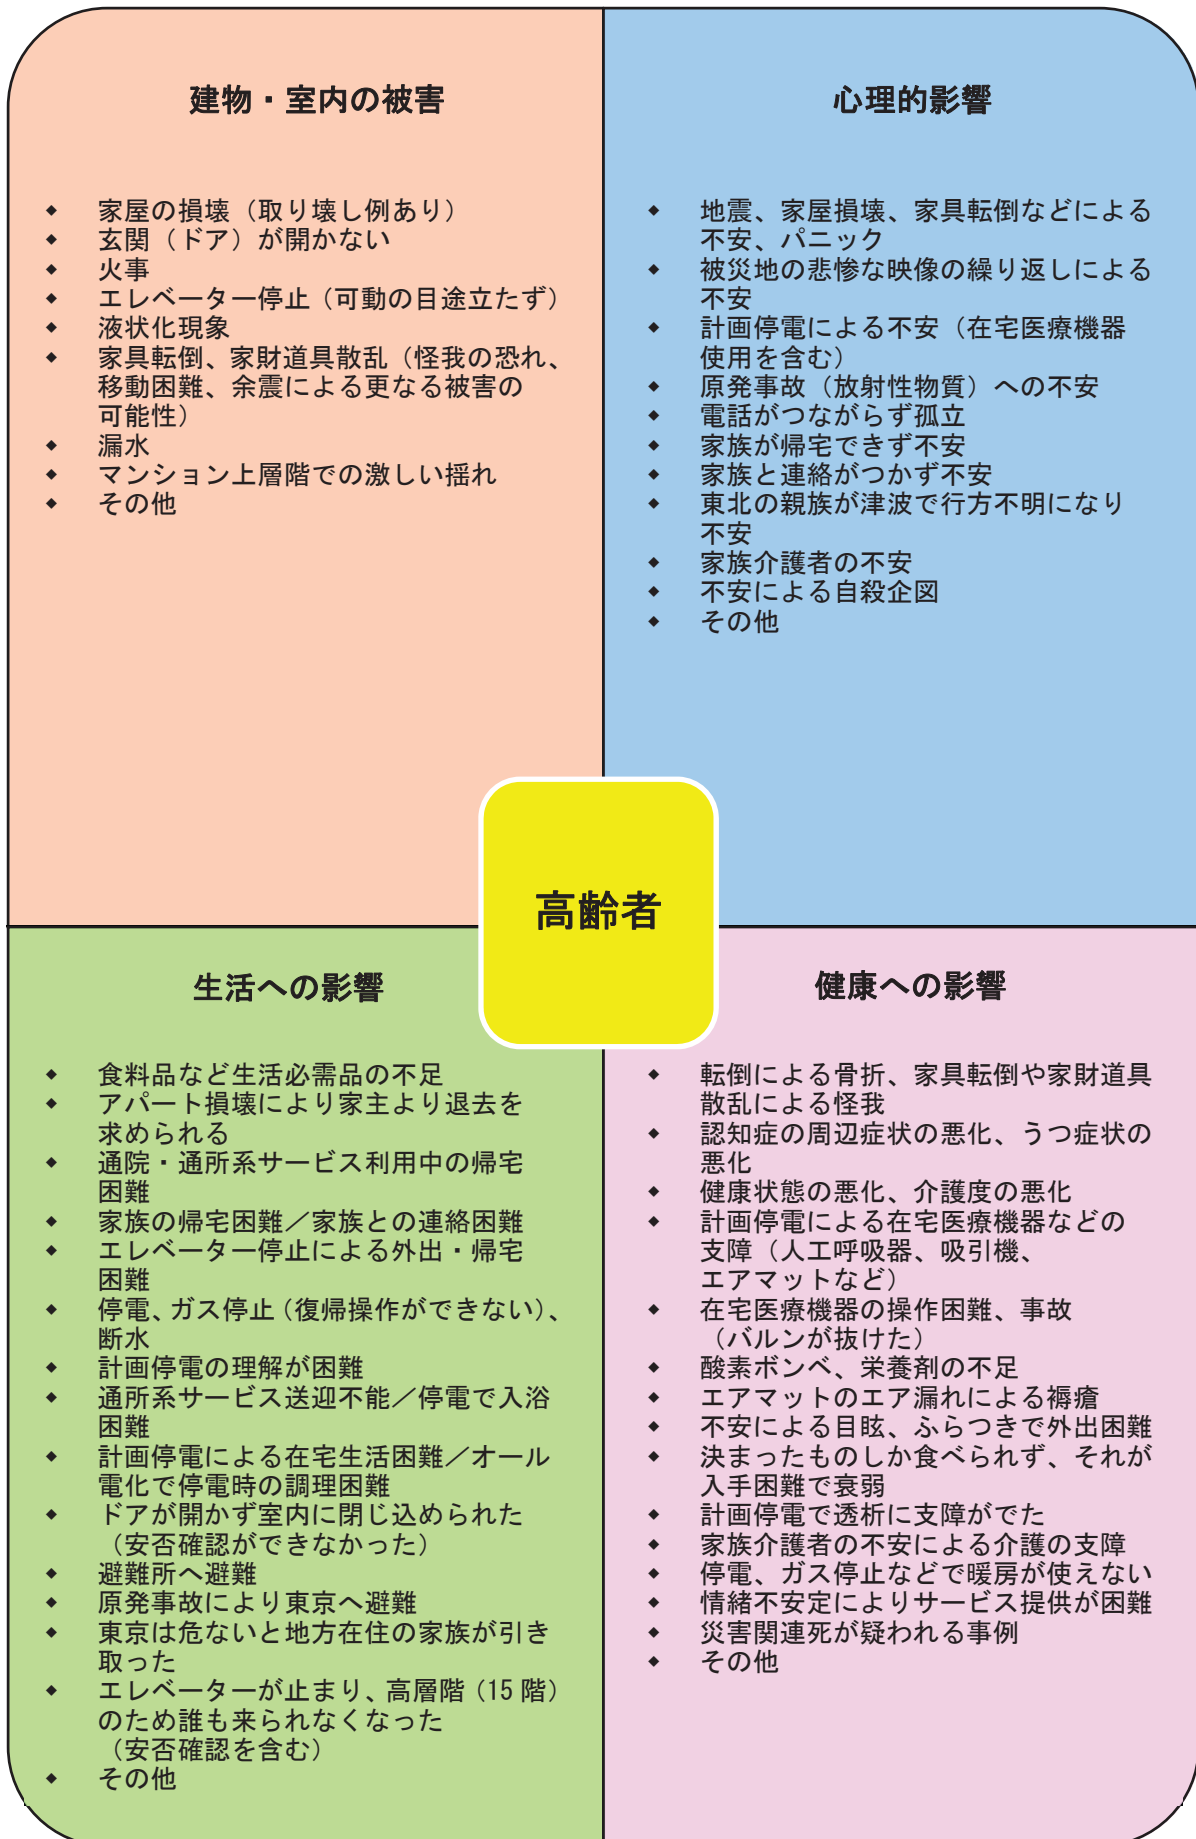 建物・室内の被害
◆ 家屋の損壊（取り壊し例あり）
◆ 玄関（ドア）が開かない
◆ 火事
◆ エレベーター停止（可動の目途立たず）
◆ 液状化現象
◆ 家具転倒、家財道具散乱（怪我の恐れ、
移動困難、余震による更なる被害の
可能性）
◆ 漏水
◆ マンション上層階での激しい揺れ
◆ その他
心理的影響
◆ 地震、家屋損壊、家具転倒などによる
不安、パニック
◆ 被災地の悲惨な映像の繰り返しによる
不安
◆ 計画停電による不安（在宅医療機器
使用を含む）
◆ 原発事故（放射性物質）への不安
◆ 電話がつながらず孤立
◆ 家族が帰宅できず不安
◆ 家族と連絡がつかず不安
◆ 東北の親族が津波で行方不明になり
不安
◆ 家族介護者の不安
◆ 不安による自殺企図
◆ その他
高齢者
生活への影響
◆ 食料品など生活必需品の不足
◆ アパート損壊により家主より退去を
求められる
◆ 通院・通所系サービス利用中の帰宅
困難
◆ 家族の帰宅困難／家族との連絡困難
◆ エレベーター停止による外出・帰宅
困難
◆ 停電、ガス停止（復帰操作ができない）、
断水
◆ 計画停電の理解が困難
◆ 通所系サービス送迎不能／停電で入浴
困難
◆ 計画停電による在宅生活困難／オール
電化で停電時の調理困難
◆ ドアが開かず室内に閉じ込められた
（安否確認ができなかった）
◆ 避難所へ避難
◆ 原発事故により東京へ避難
◆ 東京は危ないと地方在住の家族が引き
取った
◆ エレベーターが止まり、高層階（15 階）
のため誰も来られなくなった
（安否確認を含む）
◆ その他
健康への影響
◆ 転倒による骨折、家具転倒や家財道具
散乱による怪我
◆ 認知症の周辺症状の悪化、うつ症状の
悪化
◆ 健康状態の悪化、介護度の悪化
◆ 計画停電による在宅医療機器などの
支障（人工呼吸器、吸引機、
エアマットなど）
◆ 在宅医療機器の操作困難、事故
（バルンが抜けた）
◆ 酸素ボンベ、栄養剤の不足
◆ エアマットのエア漏れによる褥瘡
◆ 不安による目眩、ふらつきで外出困難
◆ 決まったものしか食べられず、それが
入手困難で衰弱
◆ 計画停電で透析に支障がでた
◆ 家族介護者の不安による介護の支障
◆ 停電、ガス停止などで暖房が使えない
◆ 情緒不安定によりサービス提供が困難
◆ 災害関連死が疑われる事例
◆ その他